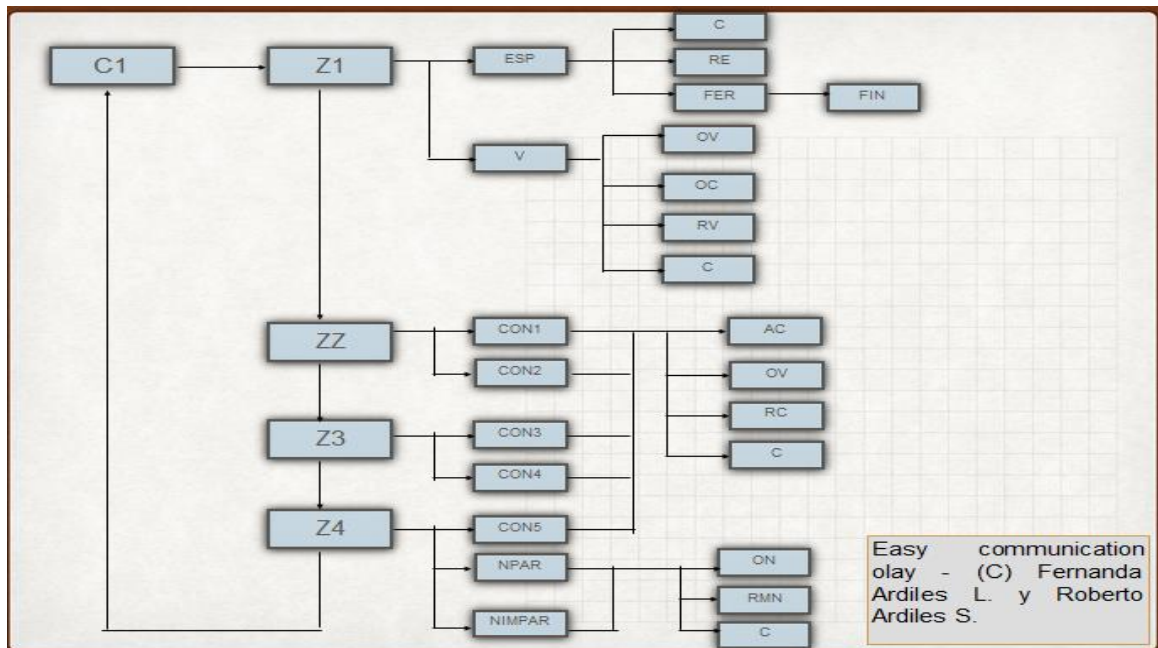 C1
Z1
ESP
C
RE
FER
FIN
V
OV
OC
RV
C
ZZ
CON1
CON2
AC
OV
RC
C
Z3
CON3
CON4
Z4
CON5
NPAR
NIMPAR
ON
RMN
C
Easy communication
olay - (C) Fernanda
Ardiles L. y Roberto
Ardiles S.